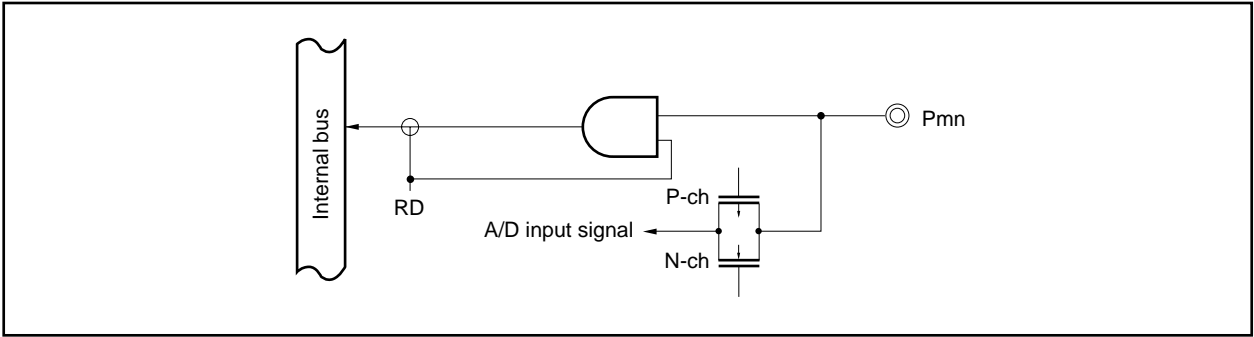 Internal bus
RD
Pmn
P-ch
A/D input signal
N-ch